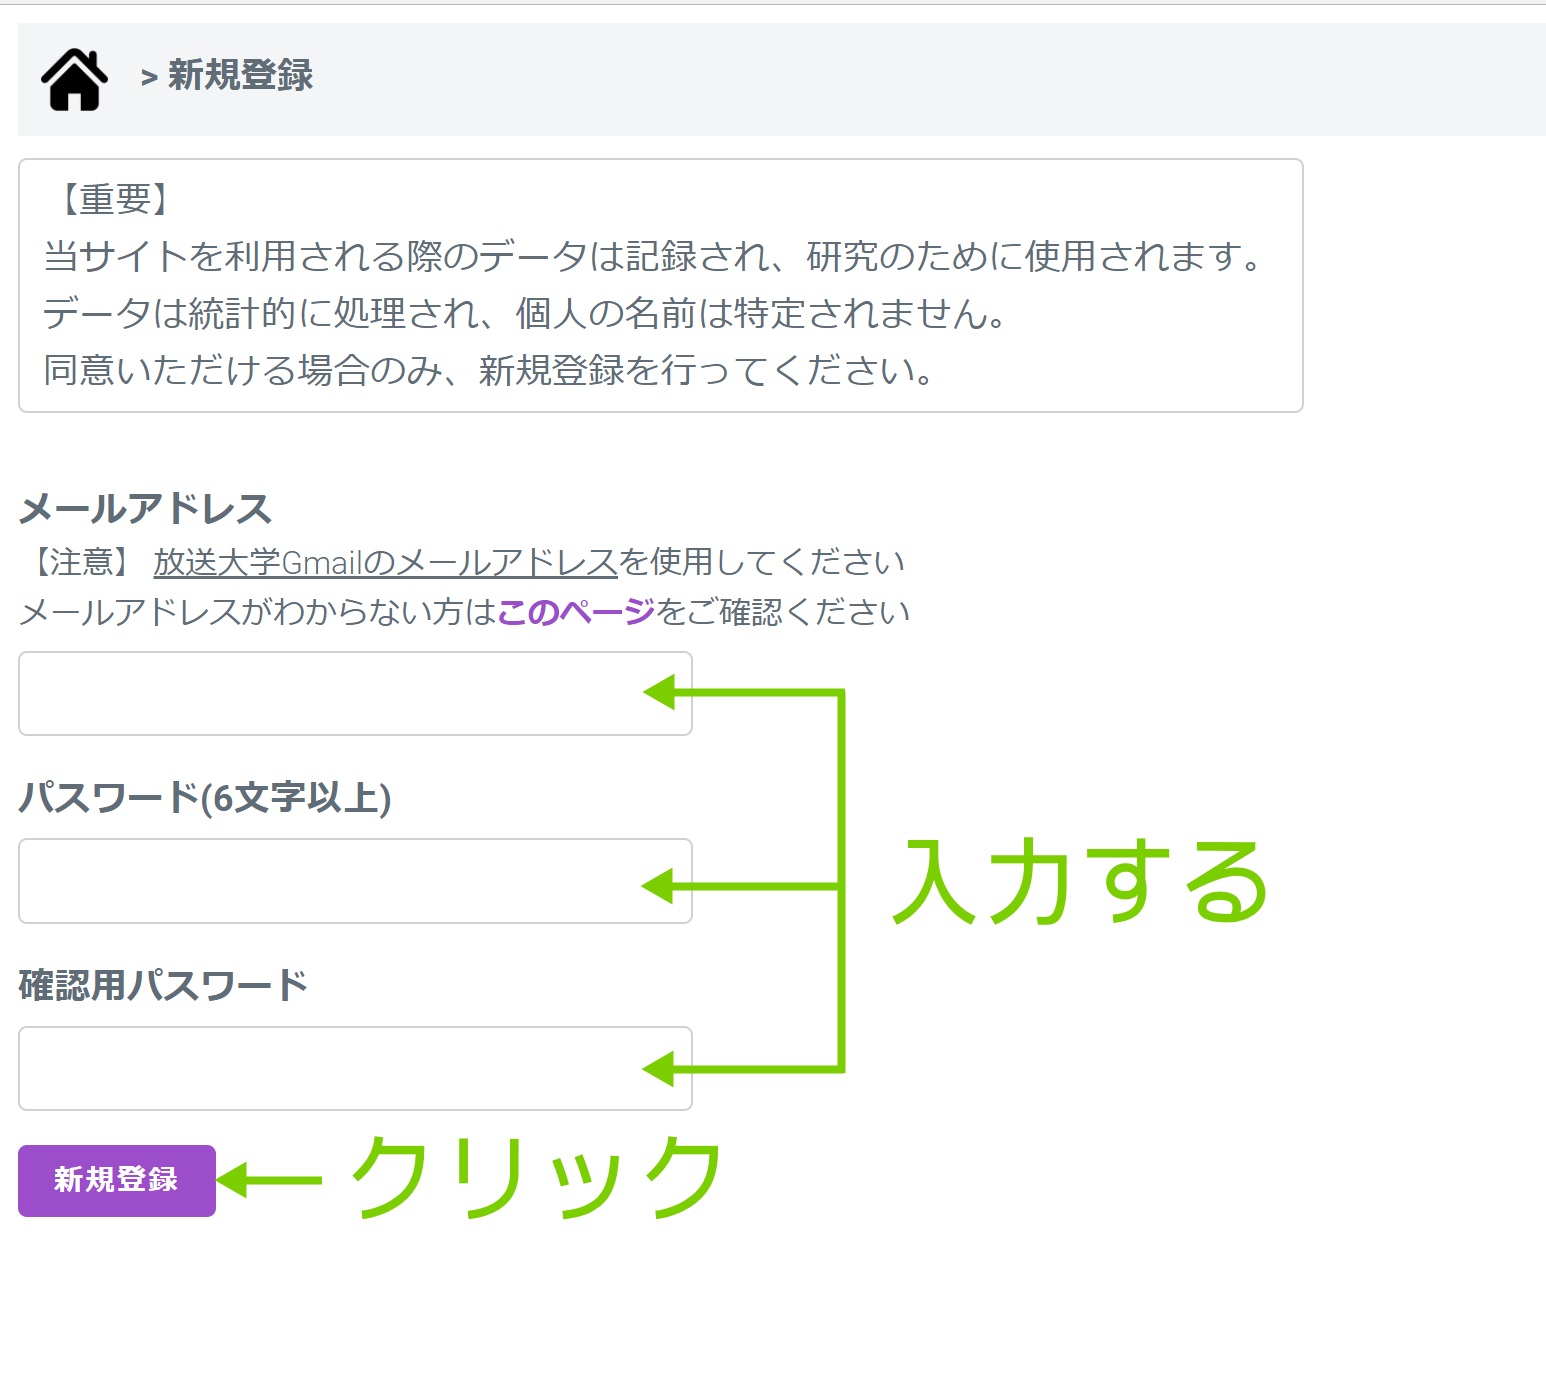 > 新規登録
【重要】
当サイトを利用される際のデータは記録され、研究のために使用されます。
データは統計的に処理され、個人の名前は特定されません。
同意いただける場合のみ、新規登録を行ってください。
メールアドレス
【注意】 放送大学Gmailのメールアドレスを使用してください
メールアドレスがわからない方はこのページをご確認ください
パスワード(6文字以上)
入力する
確認用パスワード
新規登録 クリック